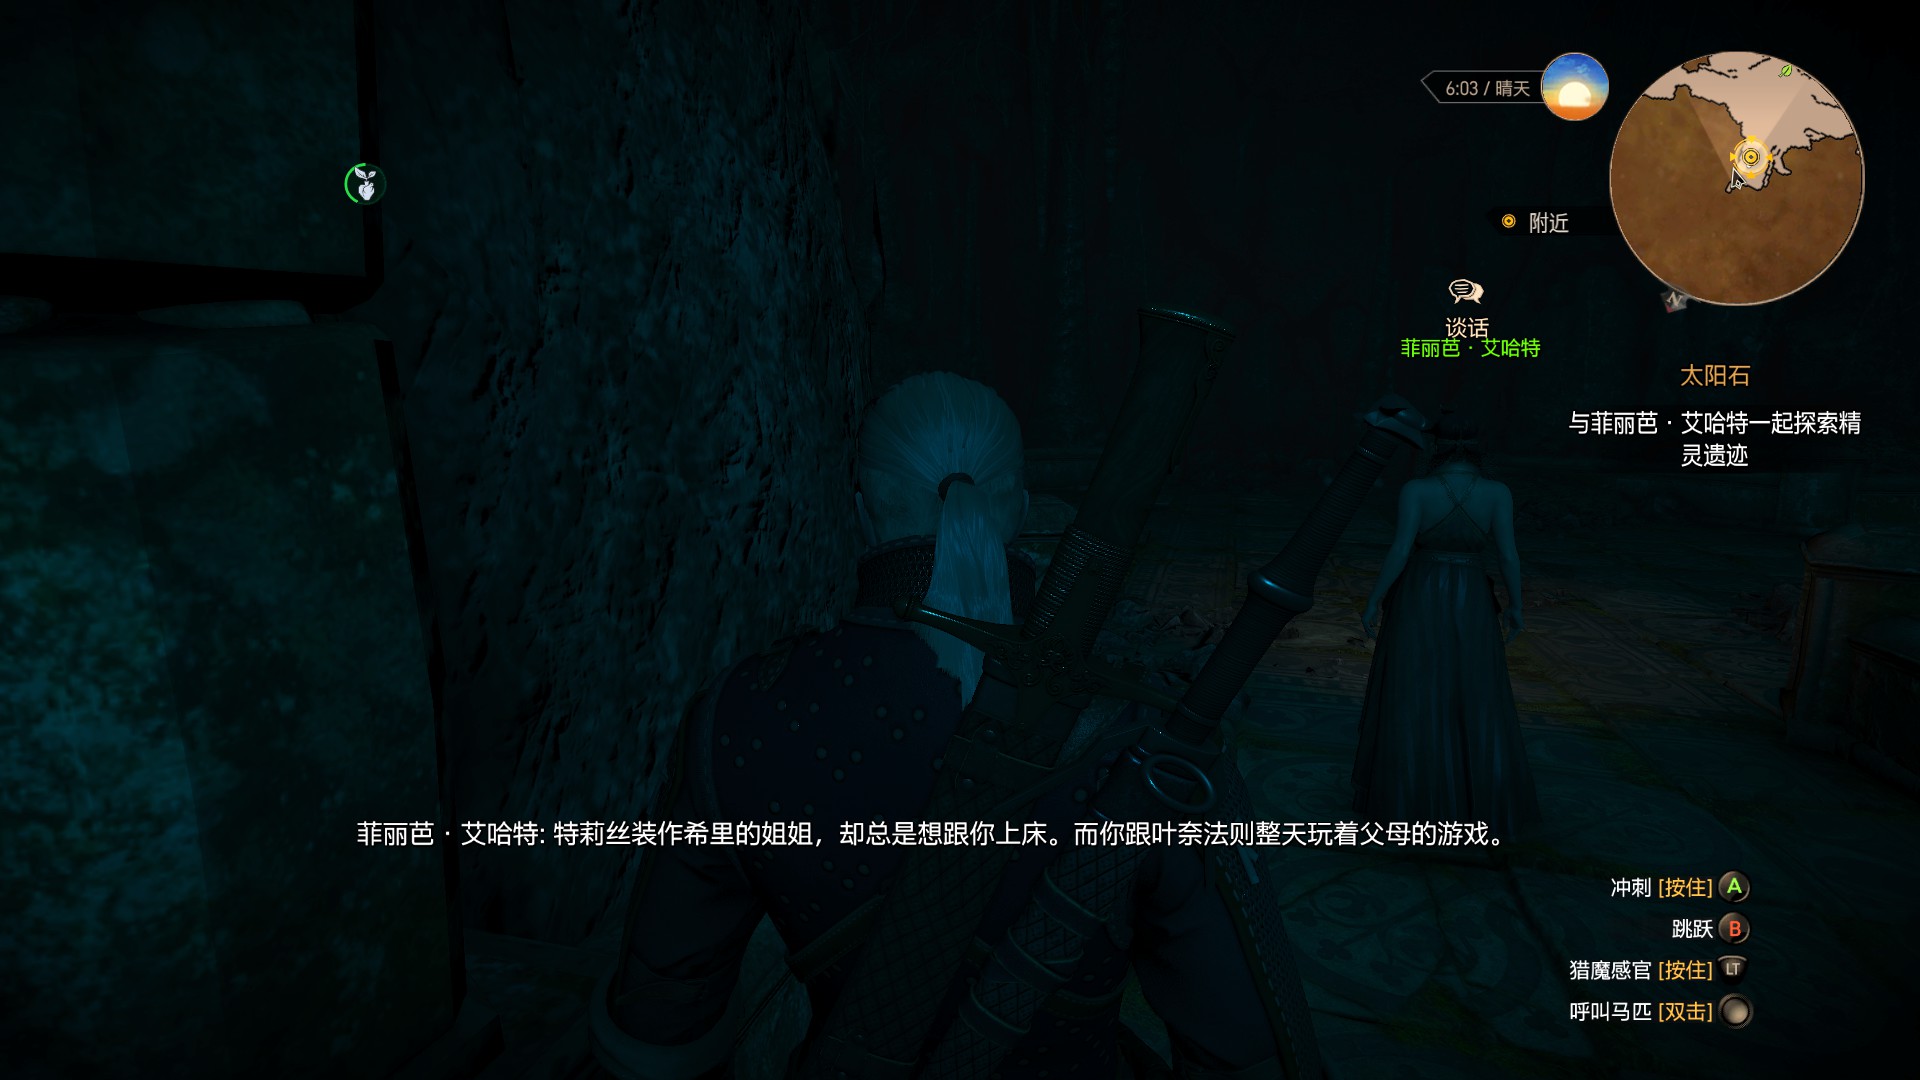 6:03 / 晴天
N
附近
谈话
菲丽芭 · 艾哈特
太阳石
与菲丽芭 · 艾哈特一起探索精
灵遗迹
菲丽芭 · 艾哈特: 特莉丝装作希里的姐姐，却总是想跟你上床。而你跟叶奈法则整天玩着父母的游戏。
冲刺 [按住] A
跳跃 B
猎魔感官 [按住] LT
呼叫马匹 [双击]